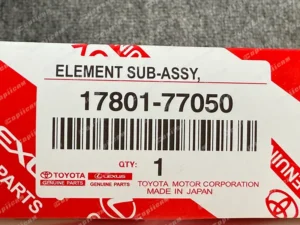 ELEMENT SUB-ASSY,
17801-77050
QTY:
1
TOYOTA LEXUS
GENUINE PARTS GENUINE PARTS
TOYOTA MOTOR CORPORATION
MADE IN JAPAN
PARTS